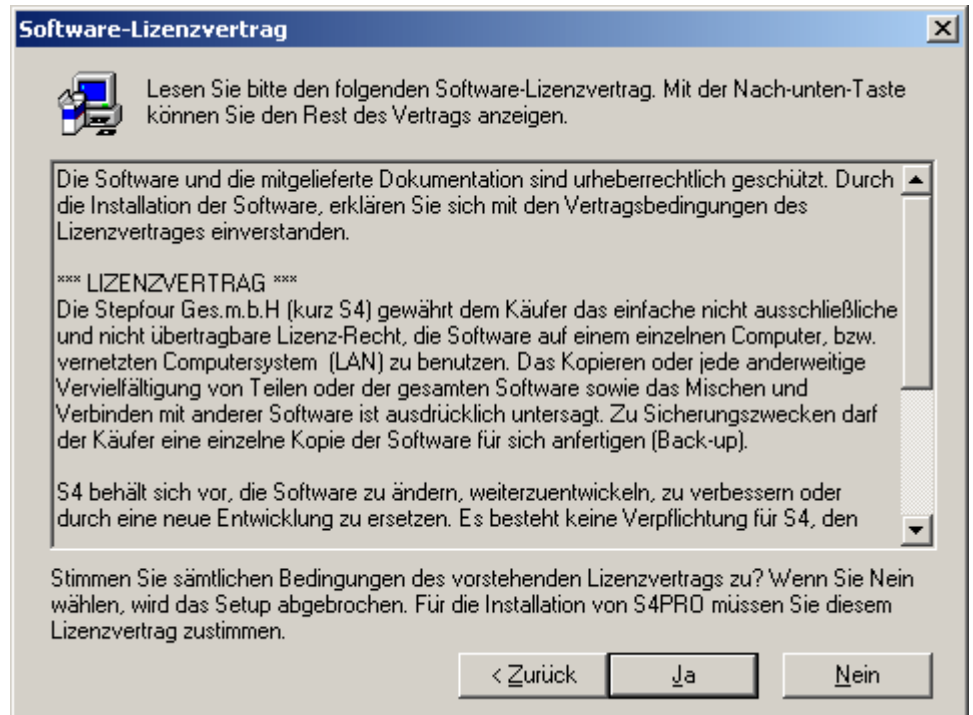 Software-Lizenzvertrag
Lesen Sie bitte den folgenden Software-Lizenzvertrag. Mit der Nach-unten-Taste
können Sie den Rest des Vertrags anzeigen.
Die Software und die mitgelieferte Dokumentation sind urheberrechtlich geschützt. Durch
die Installation der Software, erklären Sie sich mit den Vertragsbedingungen des
Lizenzvertrages einverstanden.
*** LIZENZVERTRAG ***
Die Stepfour Ges.m.b.H (kurz S4) gewährt dem Käufer das einfache nicht ausschließliche
und nicht übertragbare Lizenz-Recht, die Software auf einem einzelnen Computer, bzw.
vernetzten Computersystem (LAN) zu benutzen. Das Kopieren oder jede anderweitige
Vervielfältigung von Teilen oder der gesamten Software sowie das Mischen und
Verbinden mit anderer Software ist ausdrücklich untersagt. Zu Sicherungszwecken darf
der Käufer eine einzelne Kopie der Software für sich anfertigen (Back-up).
S4 behält sich vor, die Software zu ändern, weiterzuentwickeln, zu verbessern oder
durch eine neue Entwicklung zu ersetzen. Es besteht keine Verpflichtung für S4, den
Stimmen Sie sämtlichen Bedingungen des vorstehenden Lizenzvertrags zu? Wenn Sie Nein
wählen, wird das Setup abgebrochen. Für die Installation von S4PRO müssen Sie diesem
Lizenzvertrag zustimmen.
< Zurück
Ja
Nein